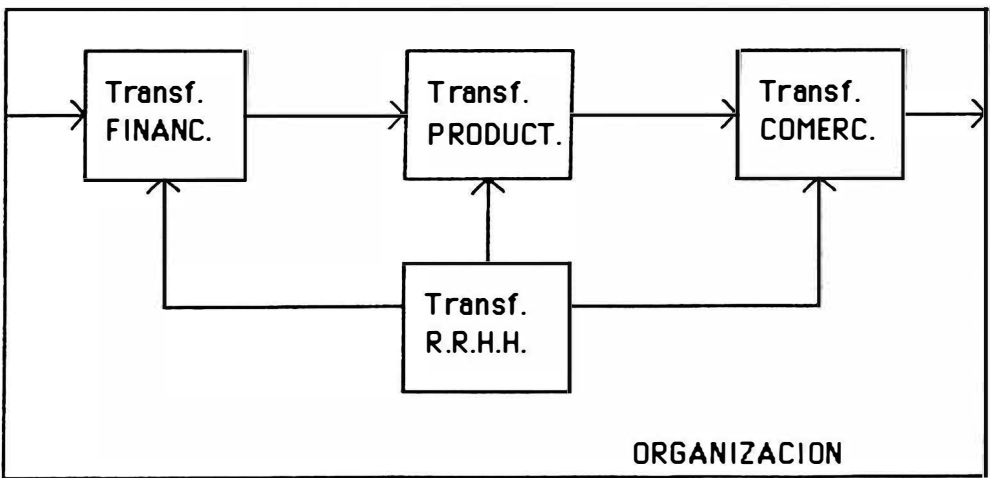 Transf.
FINANC.
Transf.
PRODUCT.
Transf.
COMERC.
Transf.
R.R.H.H.
ORGANIZACION